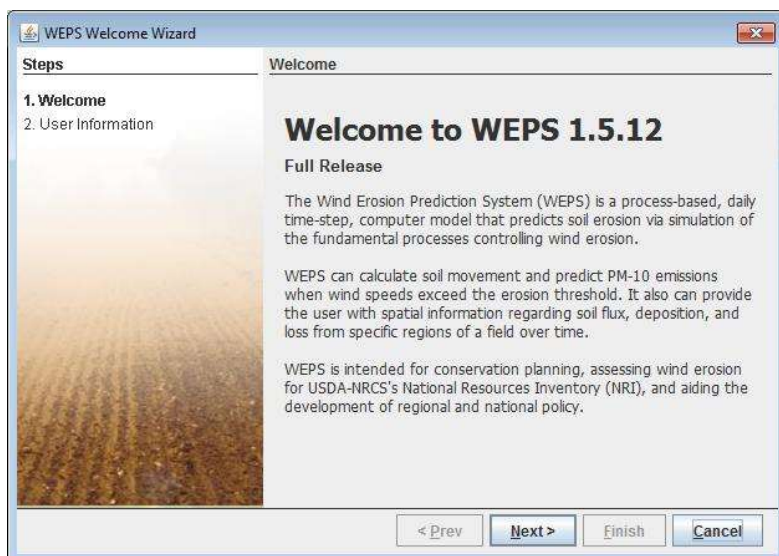 WEPS Welcome Wizard
Steps
1. Welcome
2. User Information
Welcome
Welcome to WEPS 1.5.12
Full Release
The Wind Erosion Prediction System (WEPS) is a process-based, daily
time-step, computer model that predicts soil erosion via simulation of
the fundamental processes controlling wind erosion.
WEPS can calculate soil movement and predict PM-10 emissions
when wind speeds exceed the erosion threshold. It also can provide
the user with spatial information regarding soil flux, deposition, and
loss from specific regions of a field over time.
WEPS is intended for conservation planning, assessing wind erosion
for USDA-NRCS's National Resources Inventory (NRI), and aiding the
development of regional and national policy.
< Prev Next > Finish Cancel